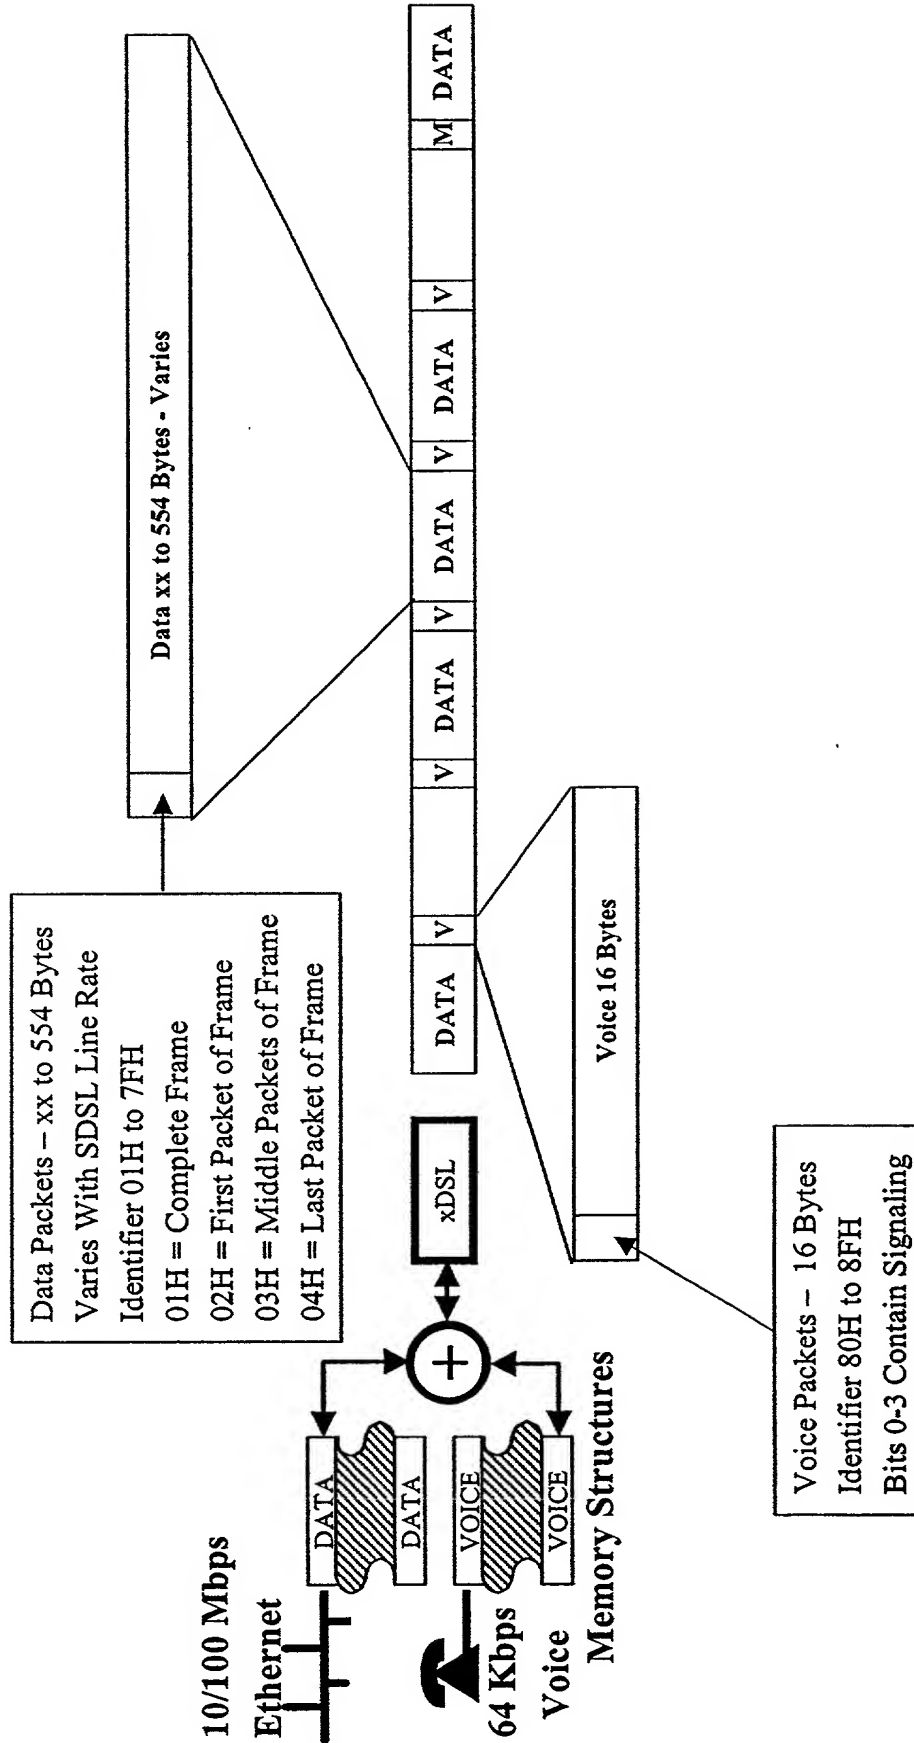 Data Packets – xx to 554 Bytes
Varies With SDSL Line Rate
Identifier 01H to 7FH
01H = Complete Frame
02H = First Packet of Frame
03H = Middle Packets of Frame
04H = Last Packet of Frame
Data xx to 554 Bytes - Varies
10/100 Mbps
Ethernet
DATA
DATA
VOICE
VOICE
64 Kbps
Voice
Memory Structures
+
xDSL
DATA
V
V
DATA
V
DATA
V
DATA
V
M
DATA
Voice 16 Bytes
Voice Packets – 16 Bytes
Identifier 80H to 8FH
Bits 0-3 Contain Signaling